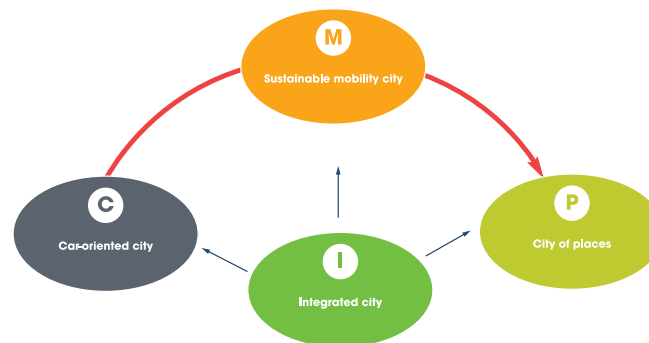 M
Sustainable mobility city
C
Car-oriented city
P
City of places
I
Integrated city